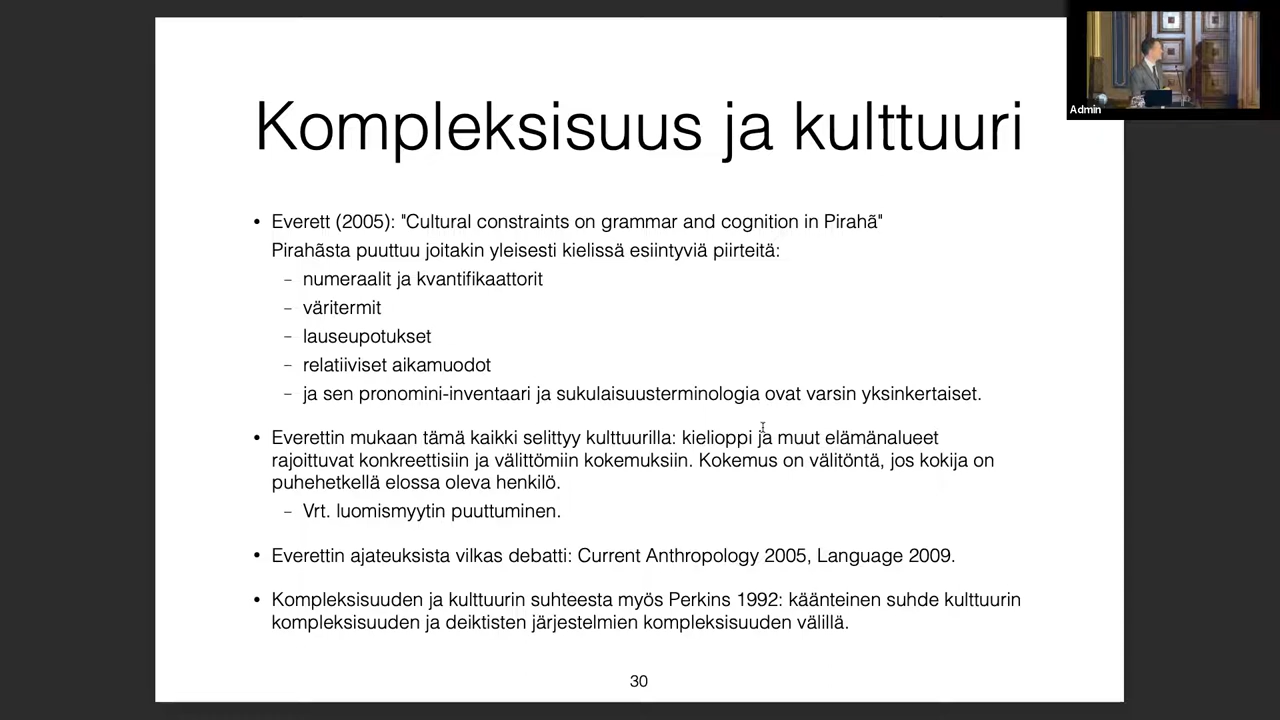 Kompleksisuus ja kulttuuri
Admin
• Everett (2005): "Cultural constraints on grammar and cognition in Pirahã"
Pirahãsta puuttuu joitakin yleisesti kielissä esiintyviä piirteitä:
– numeraalit ja kvantifikaattorit
– väritermit
– lauseupotukset
– relatiiviset aikamuodot
– ja sen pronomini-inventaari ja sukulaisuusterminologia ovat varsin yksinkertaiset.
• Everettin mukaan tämä kaikki selittyy kulttuurilla: kielioppi ja muut elämänalueet
rajoittuvat konkreettisiin ja välittömiin kokemuksiin. Kokemus on välitöntä, jos kokija on
puhehetkellä elossa oleva henkilö.
– Vrt. luomismyytin puuttuminen.
• Everettin ajateuksista vilkas debatti: Current Anthropology 2005, Language 2009.
• Kompleksisuuden ja kulttuurin suhteesta myös Perkins 1992: käänteinen suhde kulttuurin
kompleksisuuden ja deiktisten järjestelmien kompleksisuuden välillä.
30